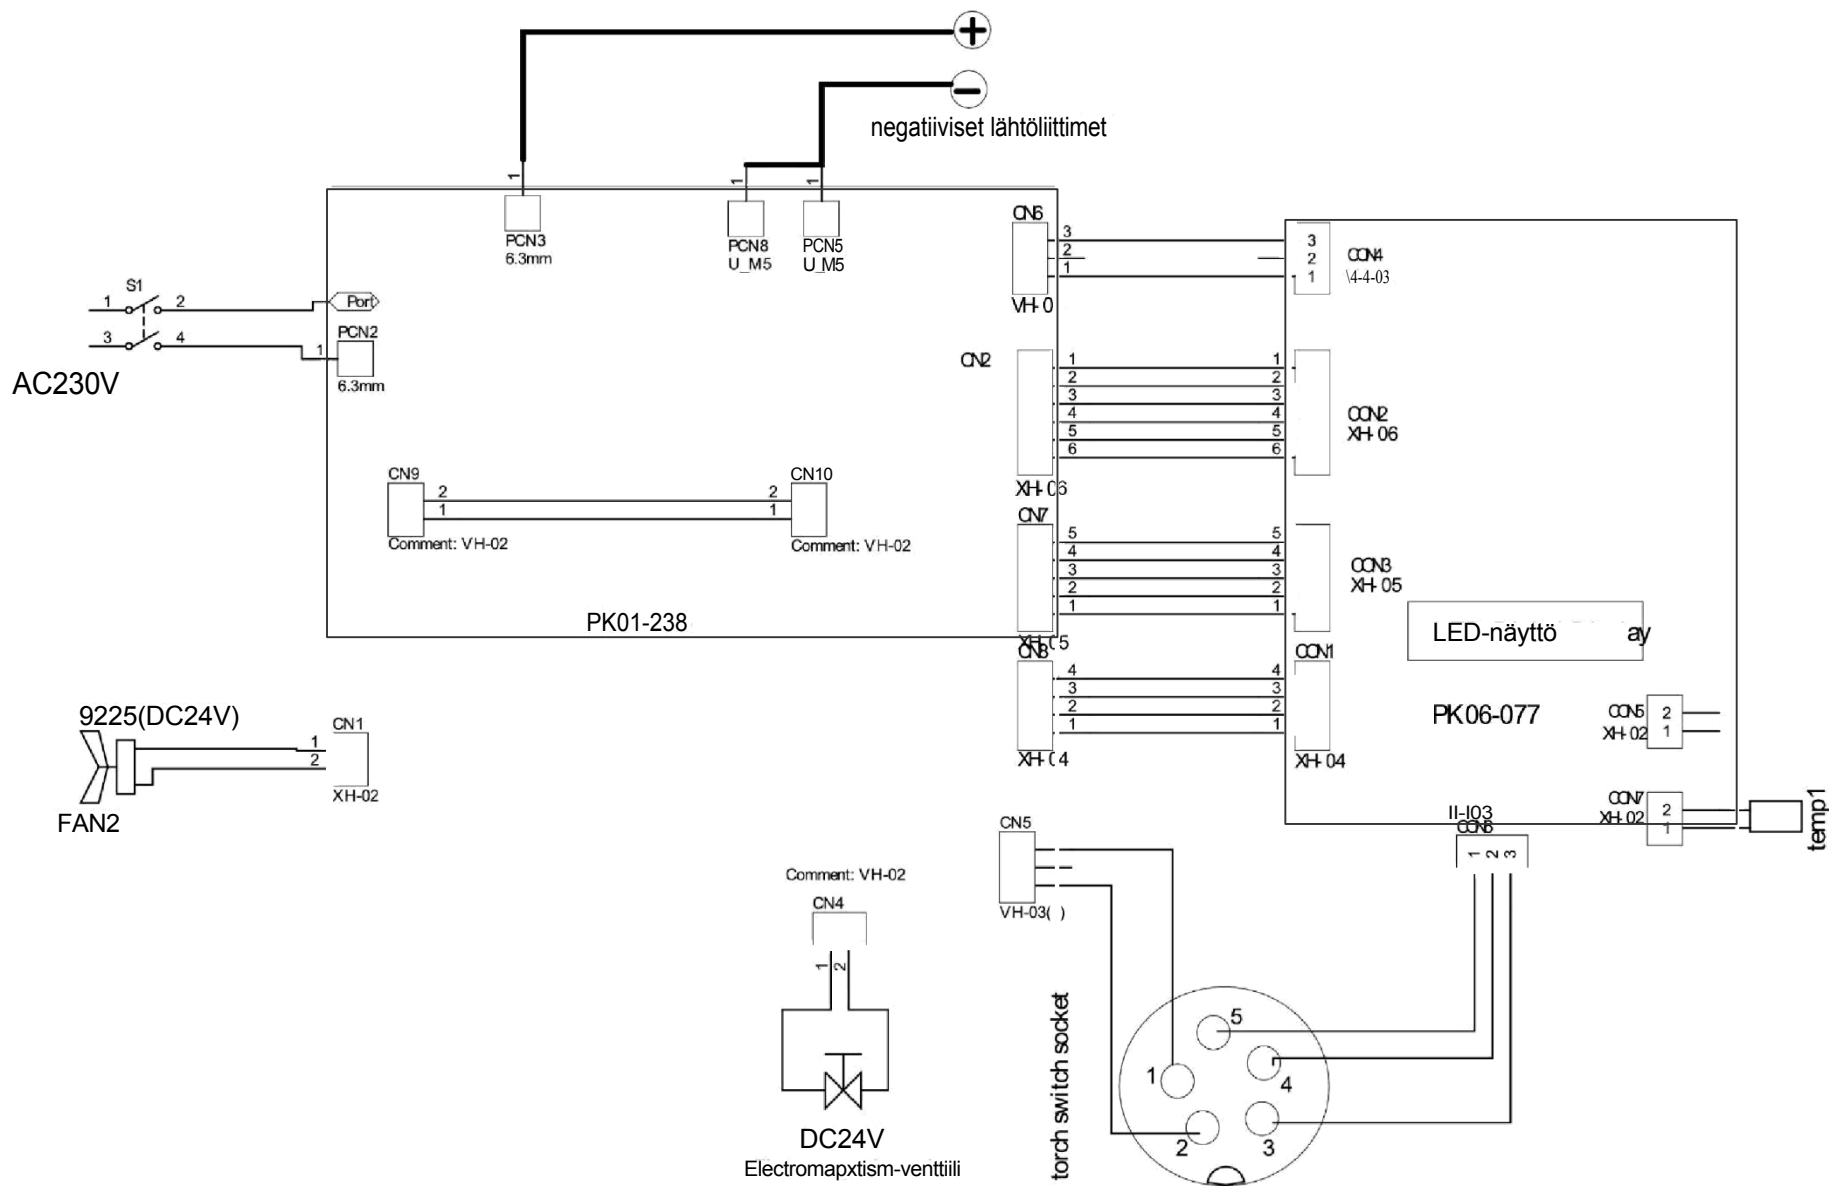 +
−
negatiiviset lähtöliittimet
1
1
1
PCN3
6.3mm
PCN8
U_M5
PCN5
U_M5
S1
1
2
3
4
AC230V
Port
PCN2
1
6.3mm
CN6
3
2
1
VH-0
3
2
1
CON4
\4-4-03
CN2
1
2
3
4
5
6
XH-06
1
2
3
4
5
6
CON2
XH-06
CN9
2
1
Comment: VH-02
CN10
2
1
Comment: VH-02
PK01-238
CN7
5
4
3
2
1
XH-05
5
4
3
2
1
CON3
XH-05
LED-näyttö ay
4
3
2
1
XH-04
CON1
4
3
2
1
XH-04
PK06-077
CON5
XH-02
2
1
CON7
XH-02
2
1
temp1
9225(DC24V)
FAN2
CN1
1
2
XH-02
II-I03
1
2
3
CN5
VH-03( )
Comment: VH-02
CN4
1
2
DC24V
Electromapxtism-venttiili
torch switch socket
5
4
1
2
3